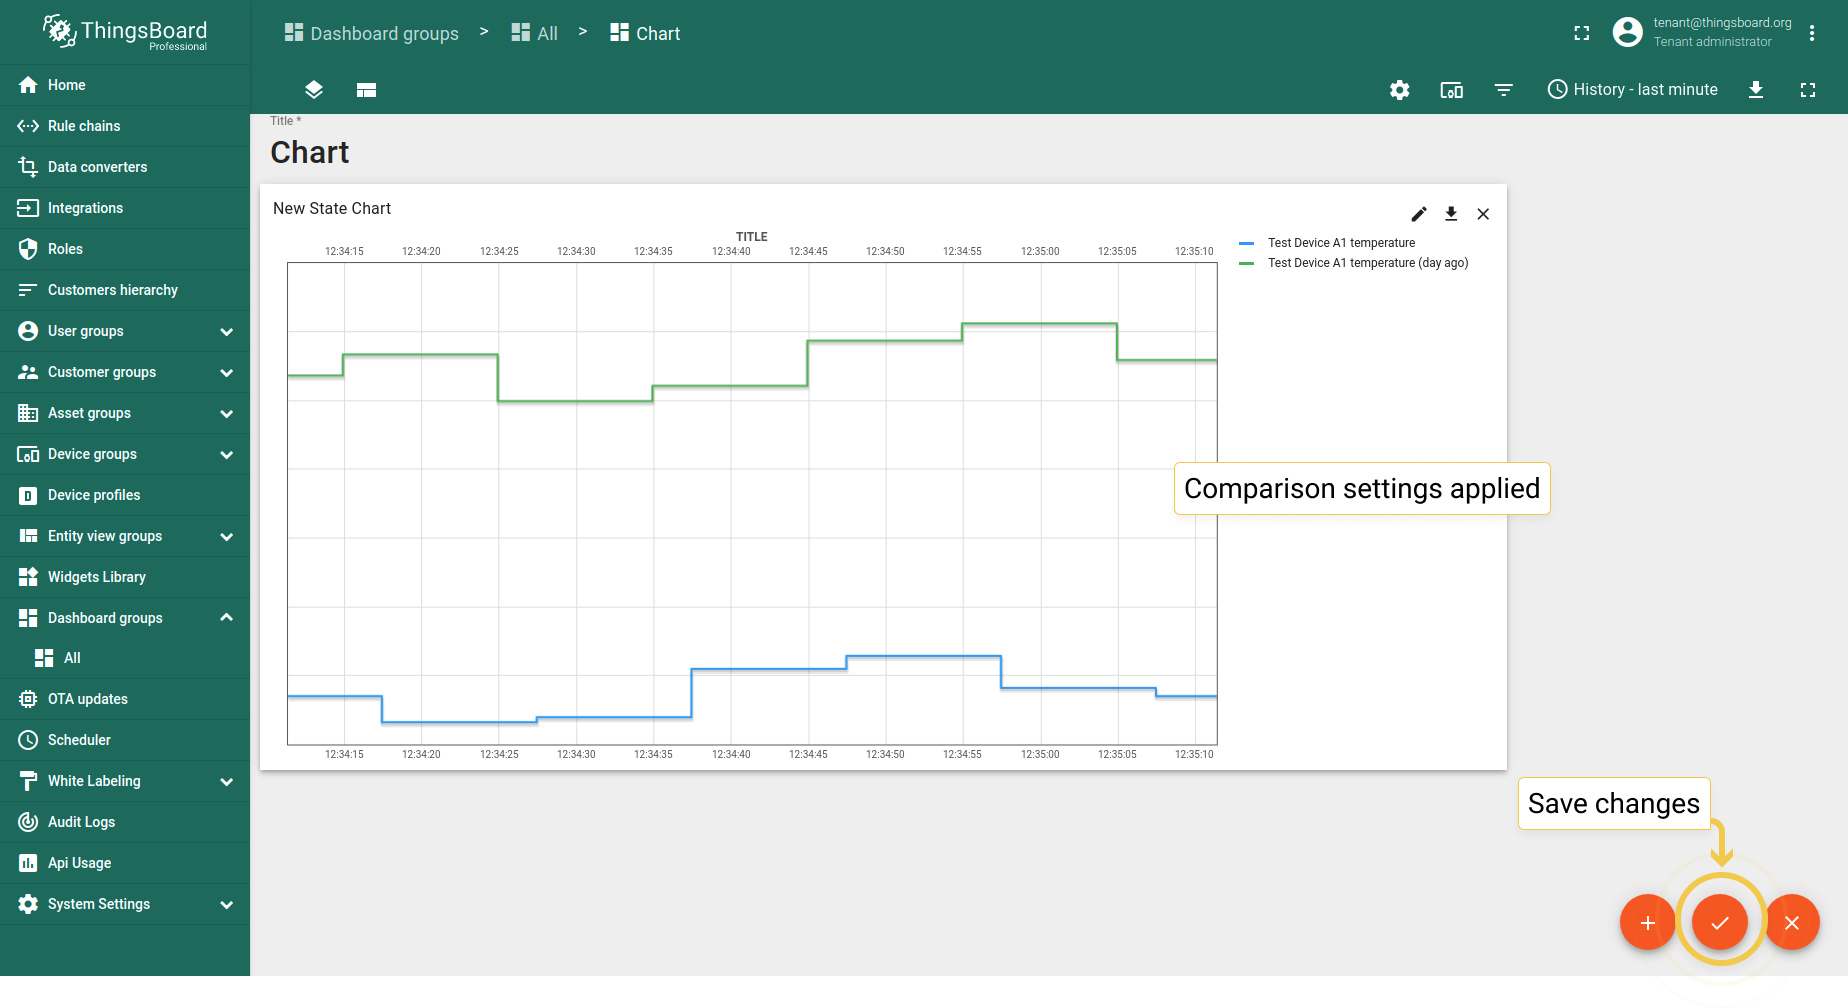 ThingsBoard
Professional
Home
Rule chains
Data converters
Integrations
Roles
Customers hierarchy
User groups
Customer groups
Asset groups
Device groups
Device profiles
Entity view groups
Widgets Library
Dashboard groups
All
OTA updates
Scheduler
White Labeling
Audit Logs
Api Usage
System Settings
Dashboard groups > All > Chart
tenant@thingsboard.org
Tenant administrator
History - last minute
Title *
Chart
New State Chart
TITLE
12:34:15 12:34:20 12:34:25 12:34:30 12:34:35 12:34:40 12:34:45 12:34:50 12:34:55 12:35:00 12:35:05 12:35:10
Test Device A1 temperature
Test Device A1 temperature (day ago)
Comparison settings applied
12:34:15 12:34:20 12:34:25 12:34:30 12:34:35 12:34:40 12:34:45 12:34:50 12:34:55 12:35:00 12:35:05 12:35:10
Save changes